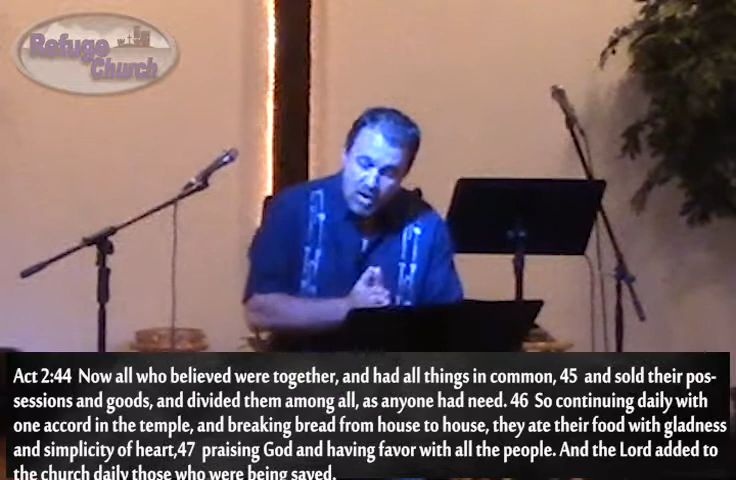 Refuge
Church
Act 2:44 Now all who believed were together, and had all things in common, 45 and sold their pos-
sessions and goods, and divided them among all, as anyone had need. 46 So continuing daily with
one accord in the temple, and breaking bread from house to house, they ate their food with gladness
and simplicity of heart,47 praising God and having favor with all the people. And the Lord added to
the church daily those who were being saved.